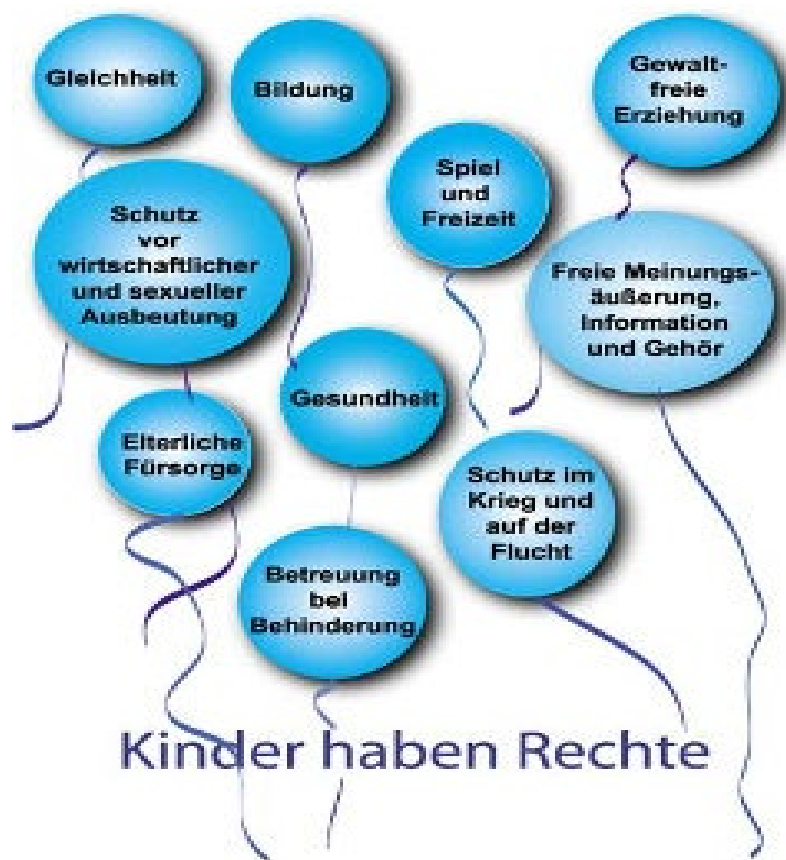 Gleichheit
Bildung
Gewalt-
freie
Erziehung
Spiel
und
Freizeit
Schutz
vor
wirtschaftlicher
und sexueller
Ausbeutung
Freie Meinungs-
äußerung,
Information
und Gehör
Gesundheit
Elterliche
Fürsorge
Schutz im
Krieg und
auf der
Flucht
Betreuung
bei
Behinderung
Kinder haben Rechte